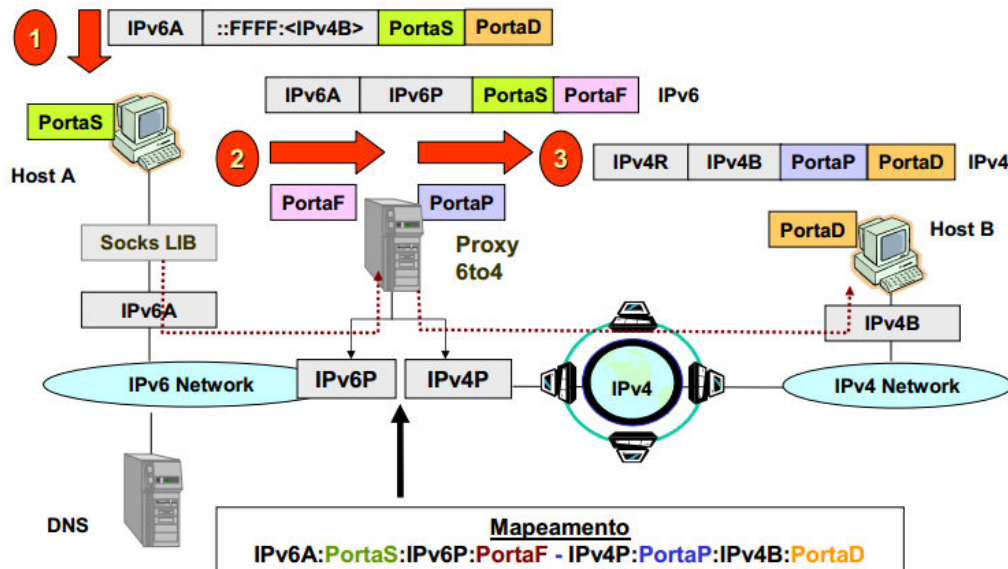 1
IPv6A ::FFFF:<IPv4B> PortaS PortaD
PortaS
Host A
IPv6A IPv6P PortaS PortaF IPv6
2
3
IPv4R IPv4B PortaP PortaD IPv4
PortaF
PortaP
Proxy
6to4
PortaD
Host B
Socks LIB
IPv6A
IPv4B
IPv6 Network
IPv6P
IPv4P
IPv4
IPv4 Network
DNS
Mapeamento
IPv6A:PortaS:IPv6P:PortaF - IPv4P:PortaP:IPv4B:PortaD